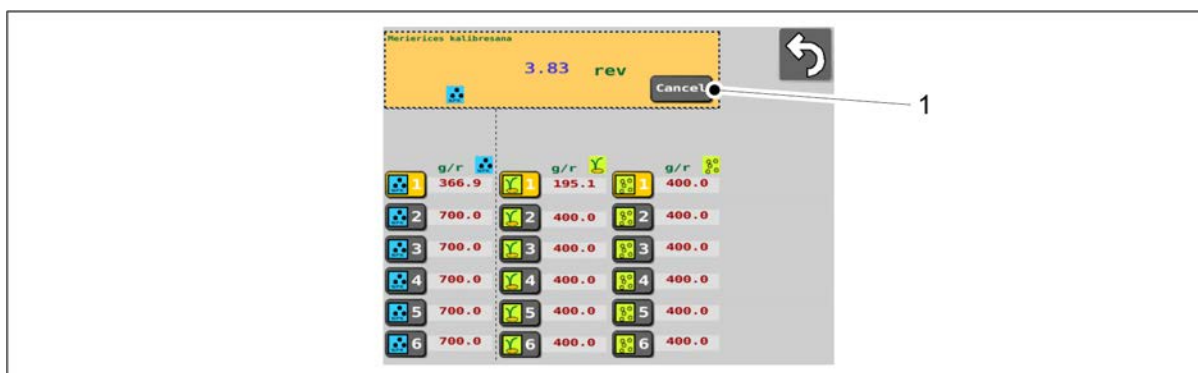 Merierices kalibresana
3.83 rev
Cancel
1
g/r g/r g/r
1 366.9 1 195.1 1 400.0
2 700.0 2 400.0 2 400.0
3 700.0 3 400.0 3 400.0
4 700.0 4 400.0 4 400.0
5 700.0 5 400.0 5 400.0
6 700.0 6 400.0 6 400.0